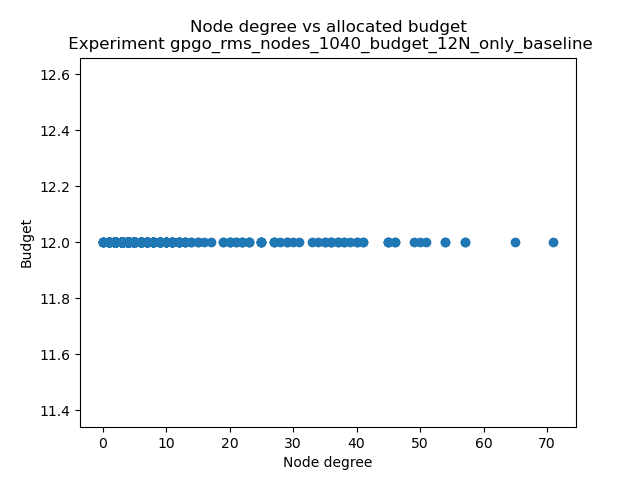 Node degree vs allocated budget
Experiment gpgo_rms_nodes_1040_budget_12N_only_baseline
12.6
12.4
12.2
12.0
11.8
11.6
11.4
Budget
0 10 20 30 40 50 60 70
Node degree